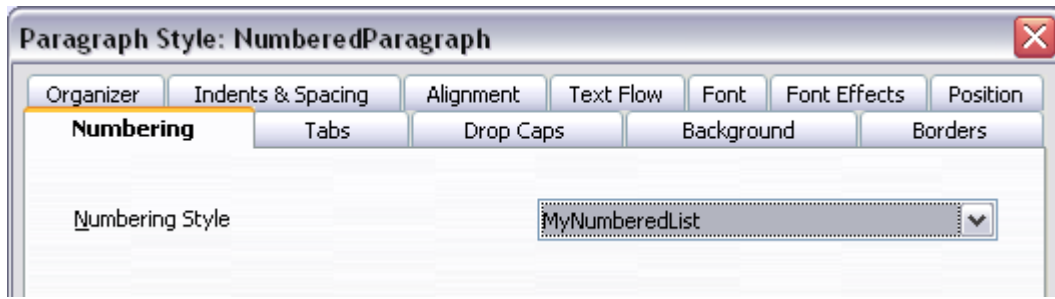 Paragraph Style: NumberedParagraph
Organizer Indents & Spacing Alignment Text Flow Font Font Effects Position
Numbering Tabs Drop Caps Background Borders
Numbering Style MyNumberedList